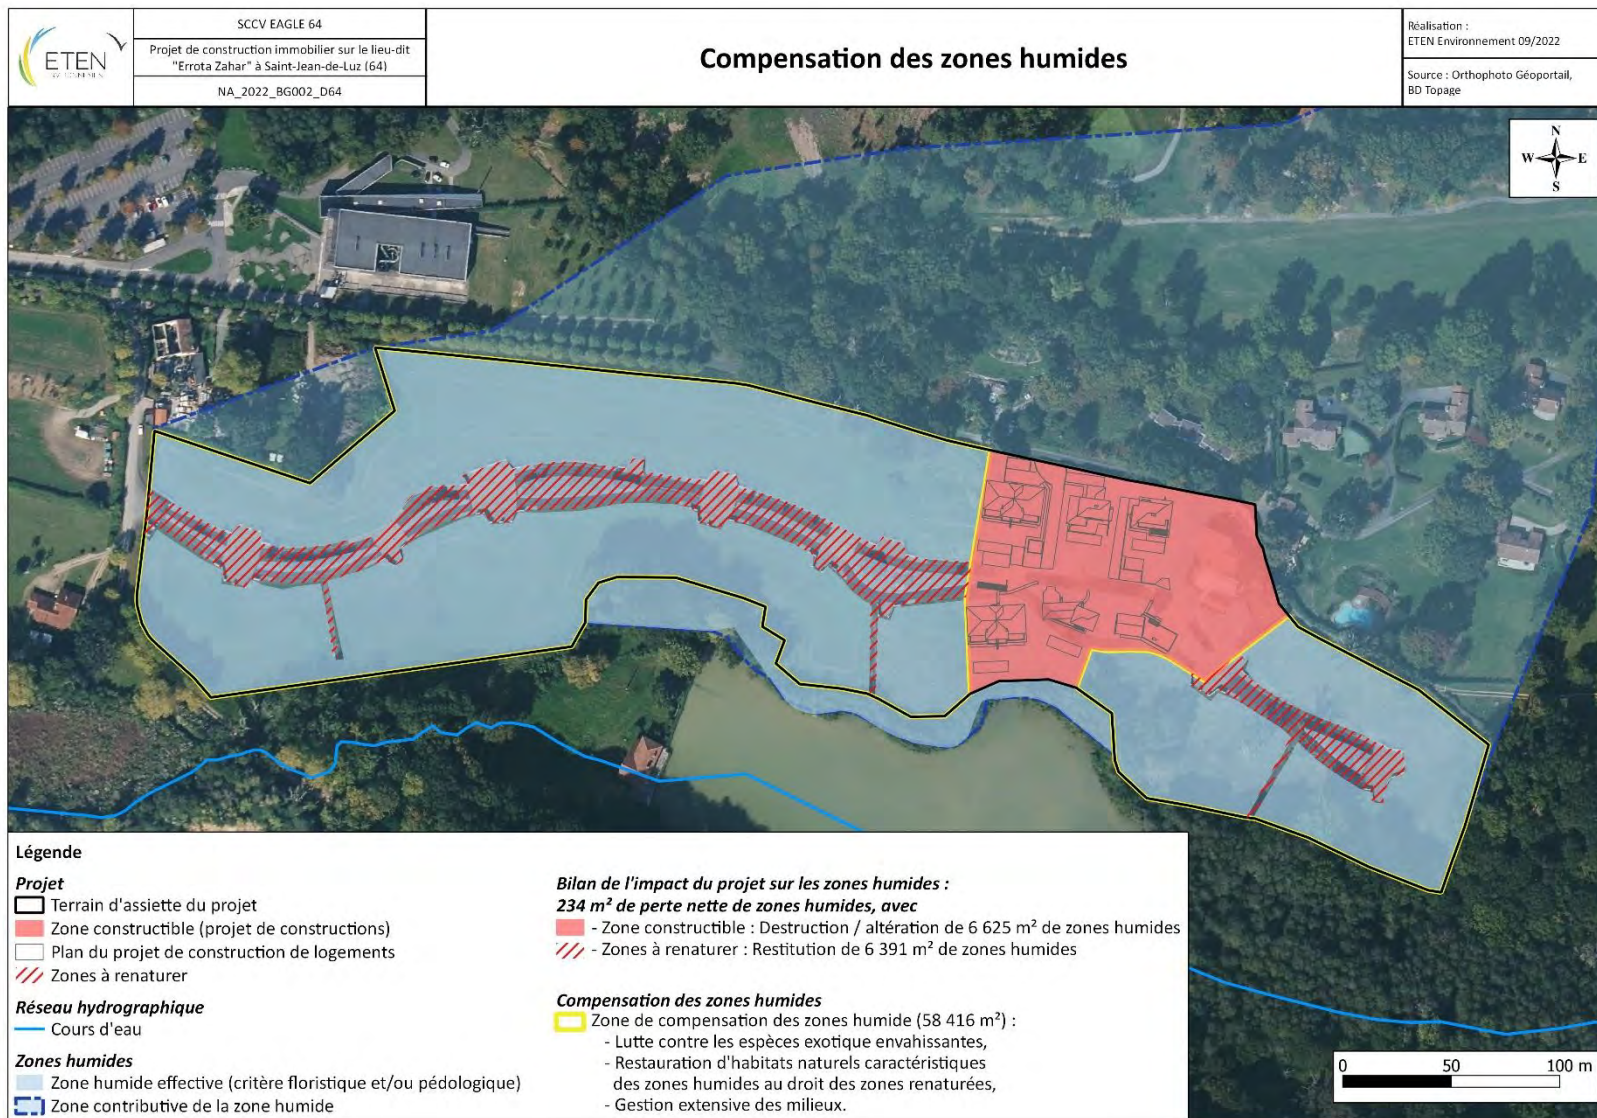 ETEN
SCCV EAGLE 64
Projet de construction immobilier sur le lieu-dit
"Errota Zahar" à Saint-Jean-de-Luz (64)
NA_2022_BG002_D64
Compensation des zones humides
Réalisation :
ETEN Environnement 09/2022
Source : Orthophoto Géoportail,
BD Topage
N
W E
S
Légende
Projet
Terrain d'assiette du projet
Zone constructible (projet de constructions)
Plan du projet de construction de logements
Zones à renaturer
Réseau hydrographique
Cours d'eau
Zones humides
Zone humide effective (critère floristique et/ou pédologique)
Zone contributive de la zone humide
Bilan de l'impact du projet sur les zones humides :
234 m² de perte nette de zones humides, avec
- Zone constructible : Destruction / altération de 6 625 m² de zones humides
- Zones à renaturer : Restitution de 6 391 m² de zones humides
Compensation des zones humides
Zone de compensation des zones humide (58 416 m²) :
- Lutte contre les espèces exotique envahissantes,
- Restauration d'habitats naturels caractéristiques
des zones humides au droit des zones renaturées,
- Gestion extensive des milieux.
0 50 100 m